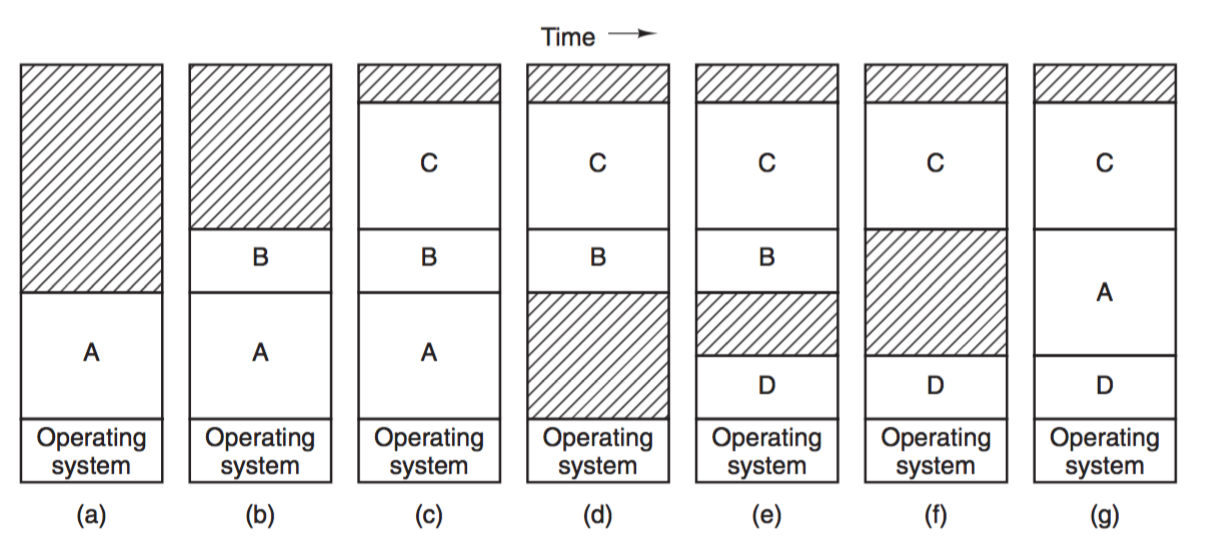 Time
C
C
C
C
C
B
B
B
B
A
A
A
A
D
D
D
Operating
system
Operating
system
Operating
system
Operating
system
Operating
system
Operating
system
Operating
system
(a)
(b)
(c)
(d)
(e)
(f)
(g)